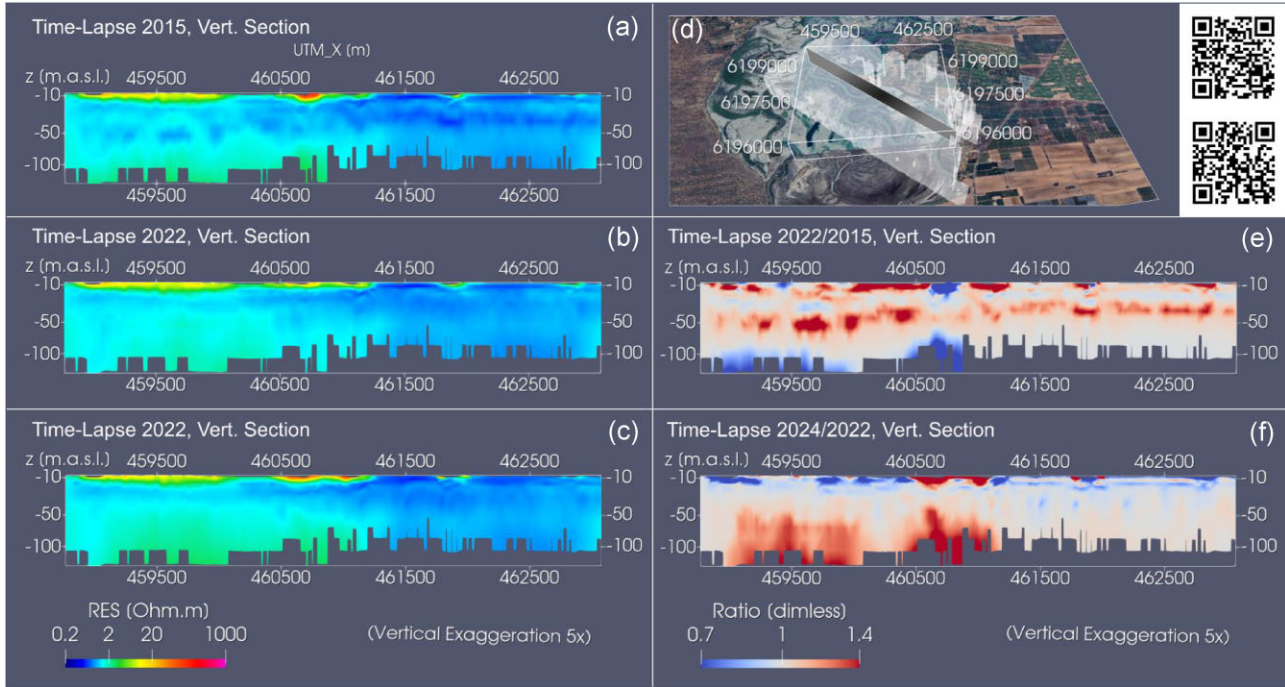 Time-Lapse 2015, Vert. Section (a)
UTM_X (m)
z (m.a.s.l.) 459500 460500 461500 462500
-10 -10
-50 -50
-100 -100
459500 460500 461500 462500
Time-Lapse 2022, Vert. Section (b)
z (m.a.s.l.) 459500 460500 461500 462500
-10 -10
-50 -50
-100 -100
459500 460500 461500 462500
Time-Lapse 2022, Vert. Section (c)
z (m.a.s.l.) 459500 460500 461500 462500
-10 -10
-50 -50
-100 -100
459500 460500 461500 462500
RES (Ohm.m)
0.2 2 20 1000
(Vertical Exaggeration 5x)
(d)
459500 462500
6199000 6199000
6197500 6197500
6196000 6196000
Time-Lapse 2022/2015, Vert. Section (e)
z (m.a.s.l.) 459500 460500 461500 462500
-10 -10
-50 -50
-100 -100
459500 460500 461500 462500
Time-Lapse 2024/2022, Vert. Section (f)
z (m.a.s.l.) 459500 460500 461500 462500
-10 -10
-50 -50
-100 -100
459500 460500 461500 462500
Ratio (dimless)
0.7 1 1.4
(Vertical Exaggeration 5x)